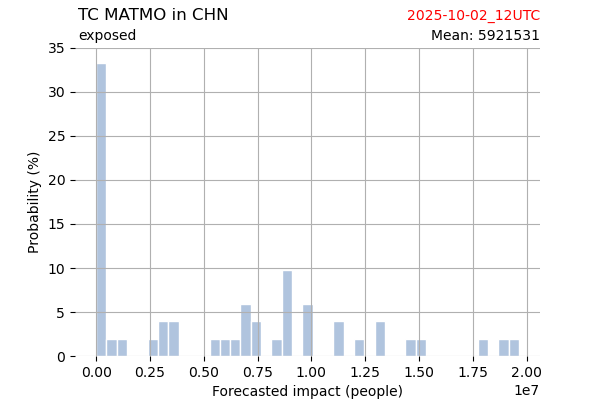 TC MATMO in CHN
2025-10-02_12UTC
exposed
Mean: 5921531
35
30
25
20
15
10
5
0
Probability (%)
0.00 0.25 0.50 0.75 1.00 1.25 1.50 1.75 2.00
1e7
Forecasted impact (people)